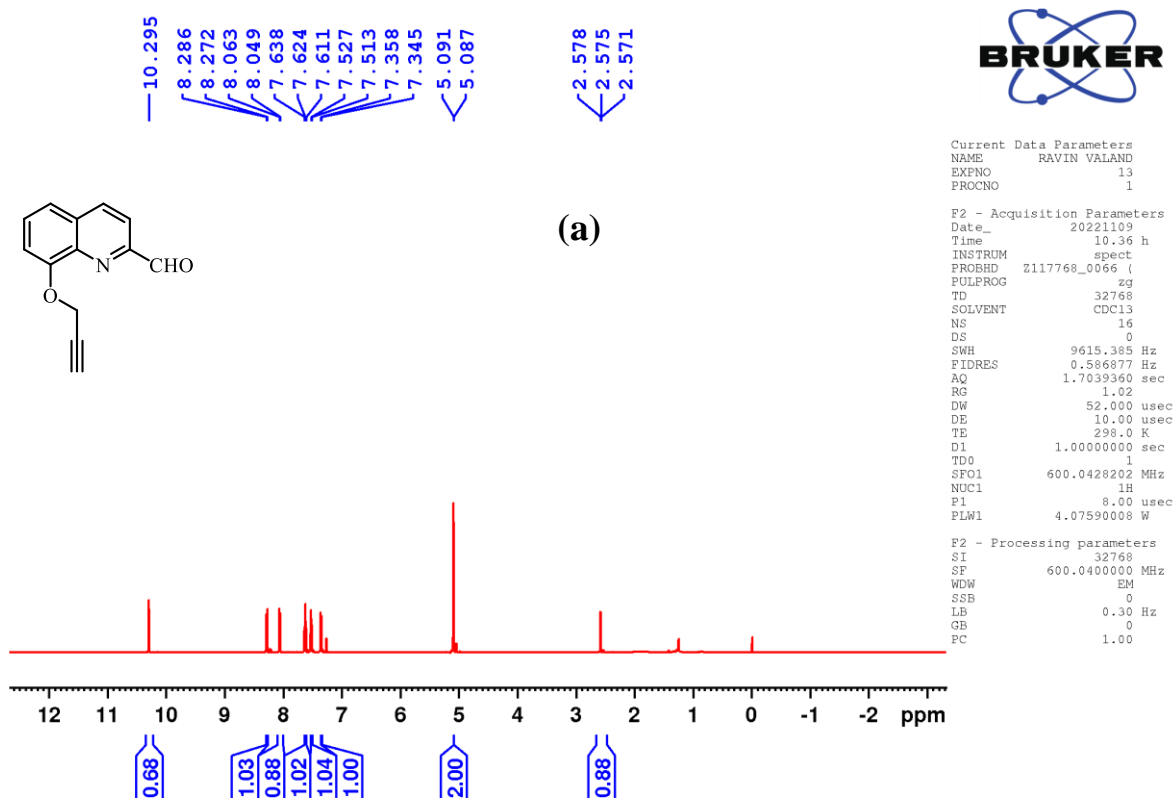 10.295
8.286
8.272
8.063
8.049
7.638
7.624
7.611
7.527
7.513
7.358
7.345
5.091
5.087
2.578
2.575
2.571
BRUKER
(a)
N
CHO
O
Current Data Parameters
NAME RAVIN VALAND
EXPNO 13
PROCNO 1
F2 - Acquisition Parameters
Date_ 20221109
Time 10.36 h
INSTRUM spect
PROBHD Z117768_0066 (
PULPROG zg
TD 32768
SOLVENT CDCl3
NS 16
DS 0
SWH 9615.385 Hz
FIDRES 0.586877 Hz
AQ 1.7039360 sec
RG 1.02
DW 52.000 usec
DE 10.00 usec
TE 298.0 K
D1 1.00000000 sec
TD0 1
SFO1 600.0428202 MHz
NUC1 1H
P1 8.00 usec
PLW1 4.07590008 W
F2 - Processing parameters
SI 32768
SF 600.0400000 MHz
WDW EM
SSB 0
LB 0.30 Hz
GB 0
PC 1.00
12 11 10 9 8 7 6 5 4 3 2 1 0 -1 -2 ppm
0.68
1.03
0.88
1.02
1.04
1.00
2.00
0.88